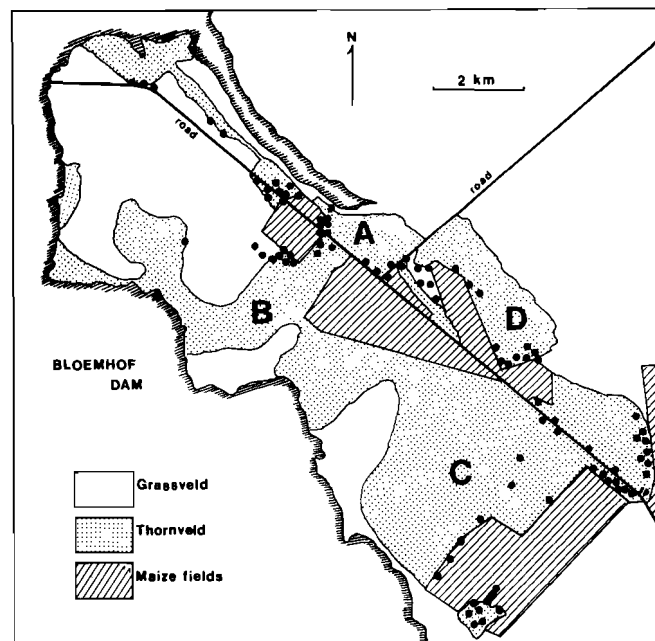 N
2 km
road
road
A
B
D
BLOEMHOF
DAM
C
Grassveld
Thornveld
Maize fields